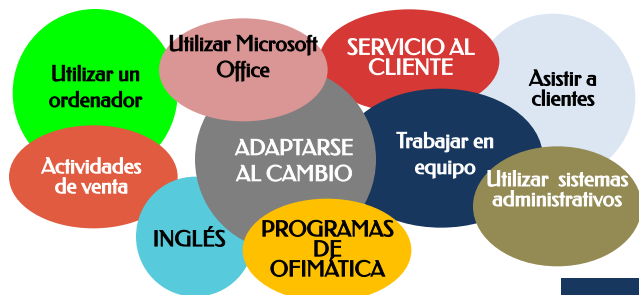 Utilizar un
ordenador
Utilizar Microsoft
Office
SERVICIO AL
CLIENTE
Asistir a
clientes
Actividades
de venta
ADAPTARSE
AL CAMBIO
Trabajar en
equipo
Utilizar sistemas
administrativos
INGLÉS
PROGRAMAS
DE
OFIMÁTICA